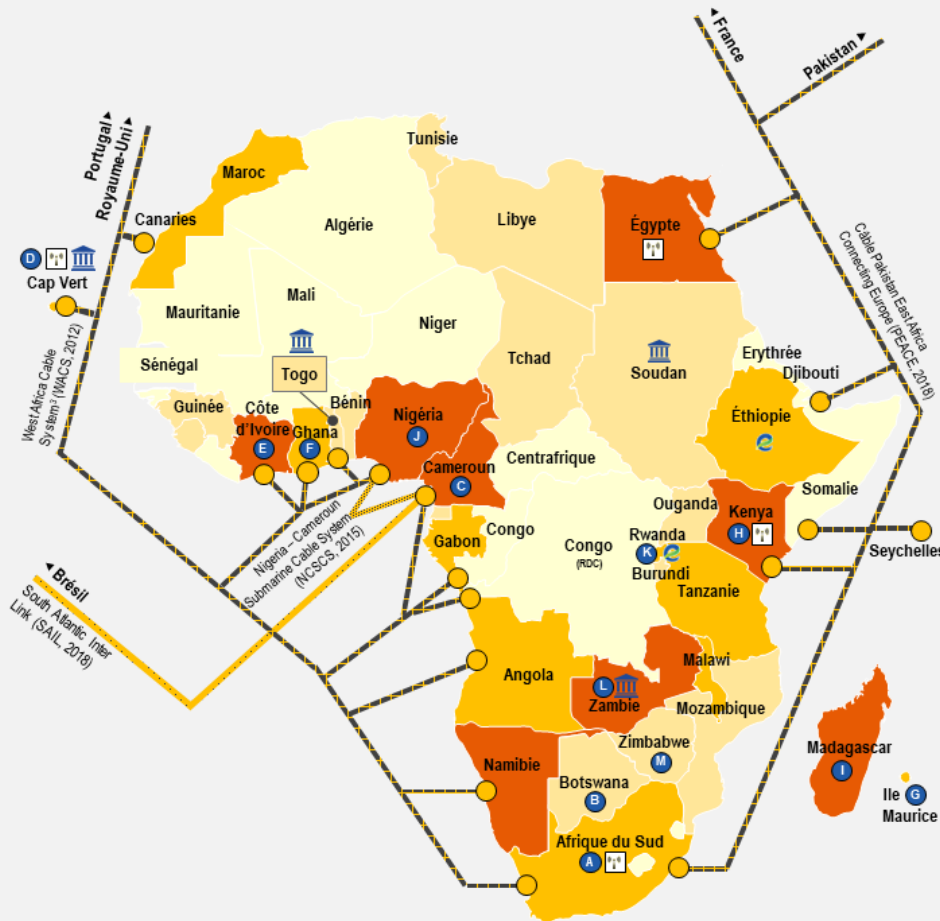 France
Pakistan
Portugal
Royaume-Uni
Tunisie
Maroc
Canaries
Algérie
Libye
Égypte
D
Cap Vert
Câble Pakistan East Africa
Connecting Europe (PEACE, 2018)
Mauritanie
Mali
Niger
Tchad
Soudan
Erythrée
Djibouti
Sénégal
Togo
West Africa Cable
System³ (WACS, 2012)
Guinée
Côte
d'Ivoire
E
Ghana
F
Bénin
Nigéria
J
Éthiopie
Cameroun
C
Centrafrique
Somalie
Ouganda
Kenya
H
Seychelles
Nigeria – Cameroun
Submarine Cable System
(NCSCS, 2015)
Gabon
Congo
Congo
(RDC)
Rwanda
K
Burundi
Tanzanie
Brésil
South Atlantic Inter
Link (SAIL, 2018)
Angola
Malawi
L
Zambie
Mozambique
Zimbabwe
M
Namibie
Botswana
B
Madagascar
I
Ile G
Maurice
Afrique du Sud
A